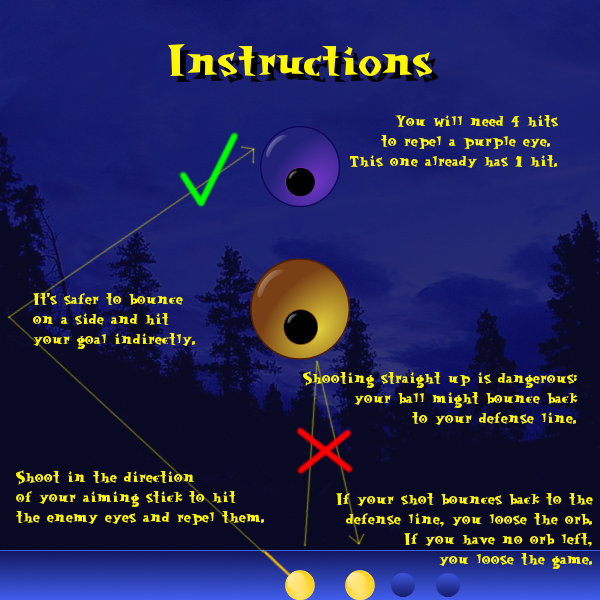 Instructions
You will need 4 hits
to repel a purple eye.
This one already has 1 hit.
It's safer to bounce
on a side and hit
your goal indirectly.
Shooting straight up is dangerous:
your ball might bounce back
to your defense line.
Shoot in the direction
of your aiming stick to hit
the enemy eyes and repel them.
If your shot bounces back to the
defense line, you loose the orb.
If you have no orb left,
you loose the game.